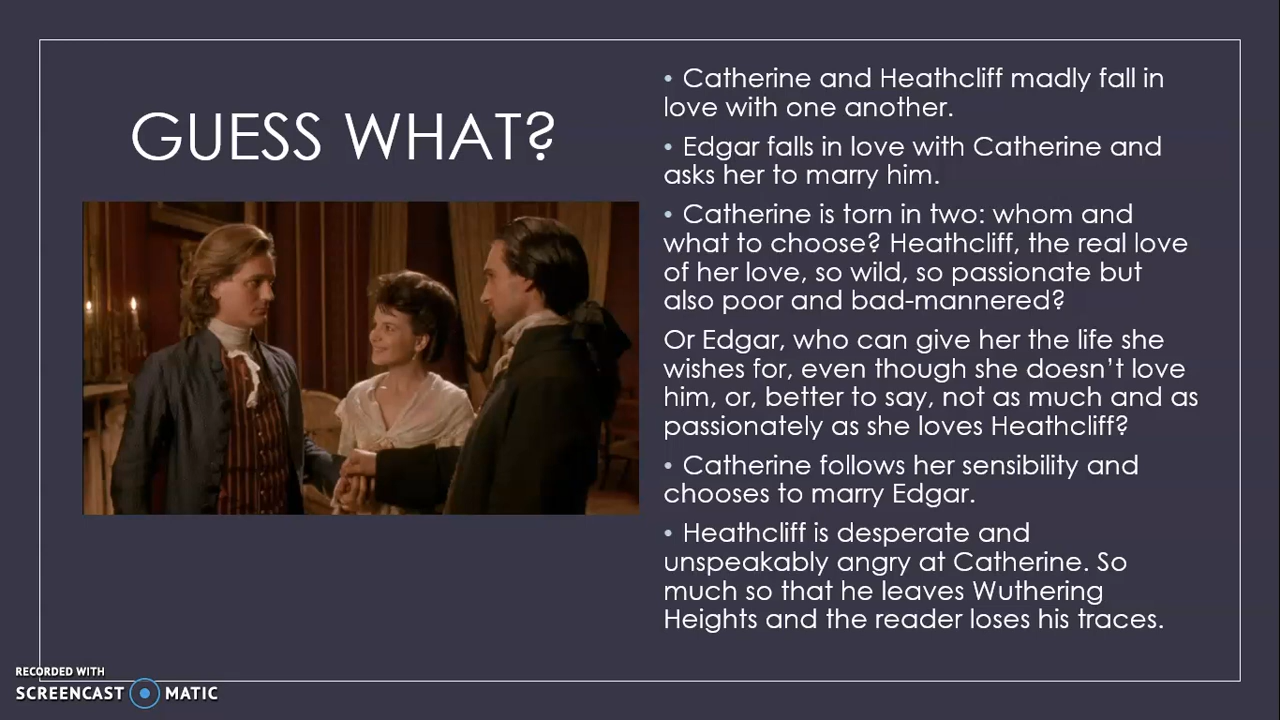 GUESS WHAT?
• Catherine and Heathcliff madly fall in
love with one another.
• Edgar falls in love with Catherine and
asks her to marry him.
• Catherine is torn in two: whom and
what to choose? Heathcliff, the real love
of her love, so wild, so passionate but
also poor and bad-mannered?
Or Edgar, who can give her the life she
wishes for, even though she doesn’t love
him, or, better to say, not as much and as
passionately as she loves Heathcliff?
• Catherine follows her sensibility and
chooses to marry Edgar.
• Heathcliff is desperate and
unspeakably angry at Catherine. So
much so that he leaves Wuthering
Heights and the reader loses his traces.
RECORDED WITH
SCREENCAST MATIC